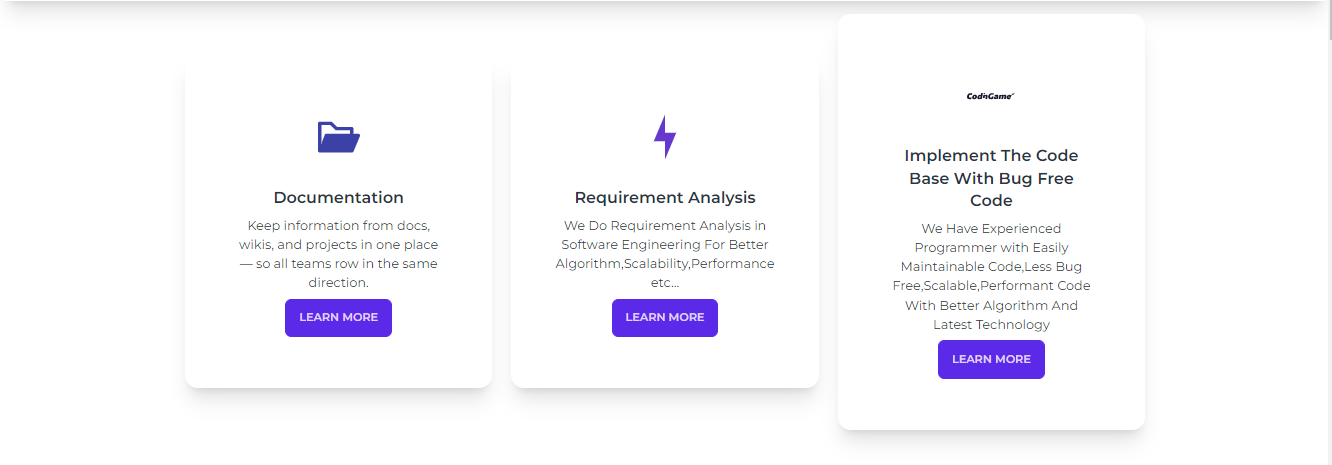 Documentation
Keep information from docs,
wikis, and projects in one place
— so all teams row in the same
direction.
LEARN MORE
Requirement Analysis
We Do Requirement Analysis in
Software Engineering For Better
Algorithm,Scalability,Performance
etc...
LEARN MORE
CodinGame
Implement The Code
Base With Bug Free
Code
We Have Experienced
Programmer with Easily
Maintainable Code,Less Bug
Free,Scalable,Performant Code
With Better Algorithm And
Latest Technology
LEARN MORE